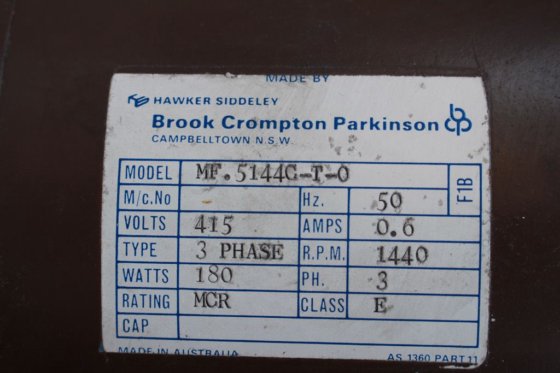 MADE BY
HAWKER SIDDELEY
Brook Crompton Parkinson bcp
CAMPBELLTOWN N.S.W.
MODEL MF.5144C-T-O F1B
M/c.No Hz. 50
VOLTS 415 AMPS 0.6
TYPE 3 PHASE R.P.M. 1440
WATTS 180 PH. 3
RATING MCR CLASS E
CAP
MADE IN AUSTRALIA AS 1360 PART 11